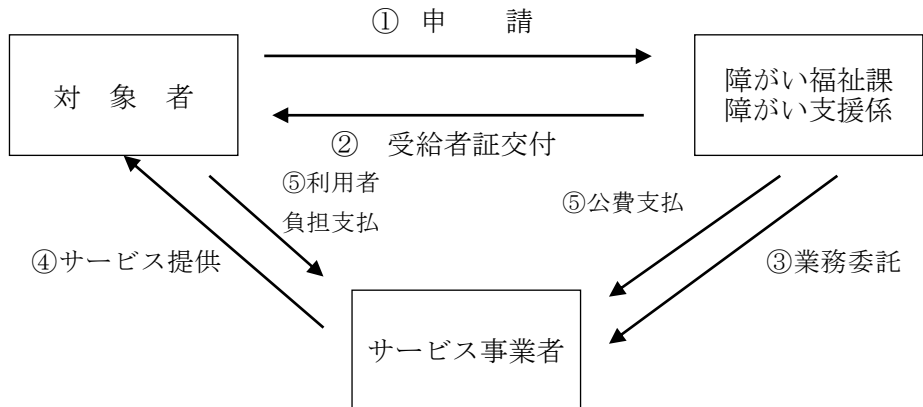 ① 申　　請
対　象　者
障がい福祉課
障がい支援係
②　受給者証交付
⑤利用者
負担支払
⑤公費支払
④サービス提供
③業務委託
サービス事業者